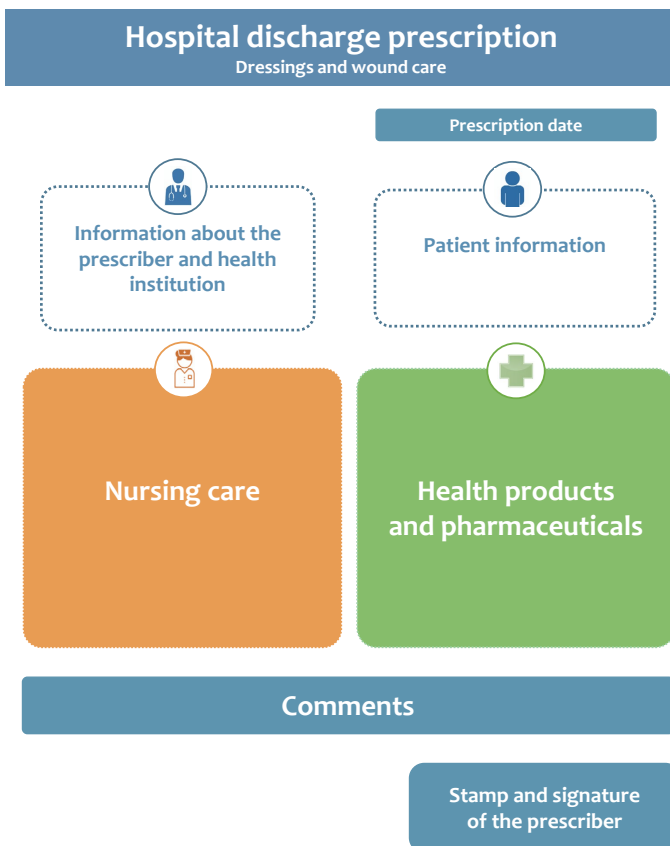 Hospital discharge prescription
Dressings and wound care
Prescription date
Information about the
prescriber and health
institution
Patient information
Nursing care
Health products
and pharmaceuticals
Comments
Stamp and signature
of the prescriber